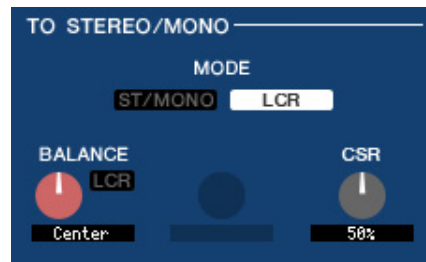 TO STEREO/MONO
MODE
ST/MONO LCR
BALANCE CSR
LCR
Center 50%